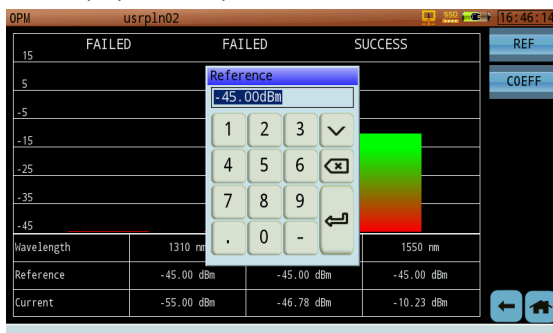 OPM usrpln02 16:46:14
FAILED FAILED SUCCESS REF
COEFF
15
5
-5
-15
-25
-35
-45
Reference
-45.00dBm
1 2 3
4 5 6
7 8 9
. 0 -
Wavelength 1310 nm 1550 nm
Reference -45.00 dBm -45.00 dBm -45.00 dBm
Current -55.00 dBm -46.78 dBm -10.23 dBm